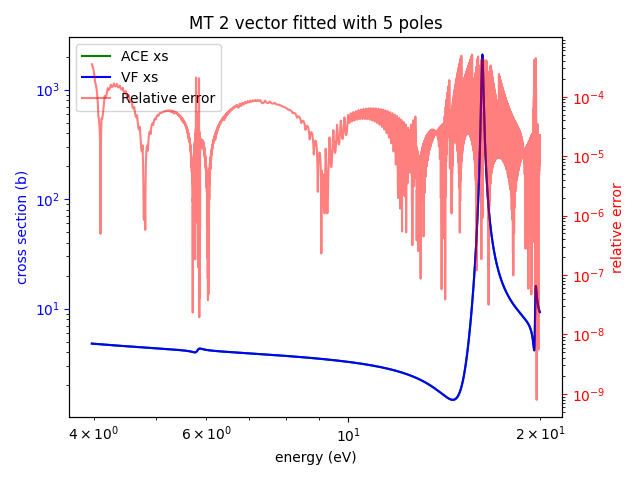 MT 2 vector fitted with 5 poles
ACE xs
VF xs
Relative error
cross section (b)
10³
10²
10¹
relative error
10⁻⁴
10⁻⁵
10⁻⁶
10⁻⁷
10⁻⁸
10⁻⁹
4 × 10⁰ 6 × 10⁰ 10¹ 2 × 10¹
energy (eV)